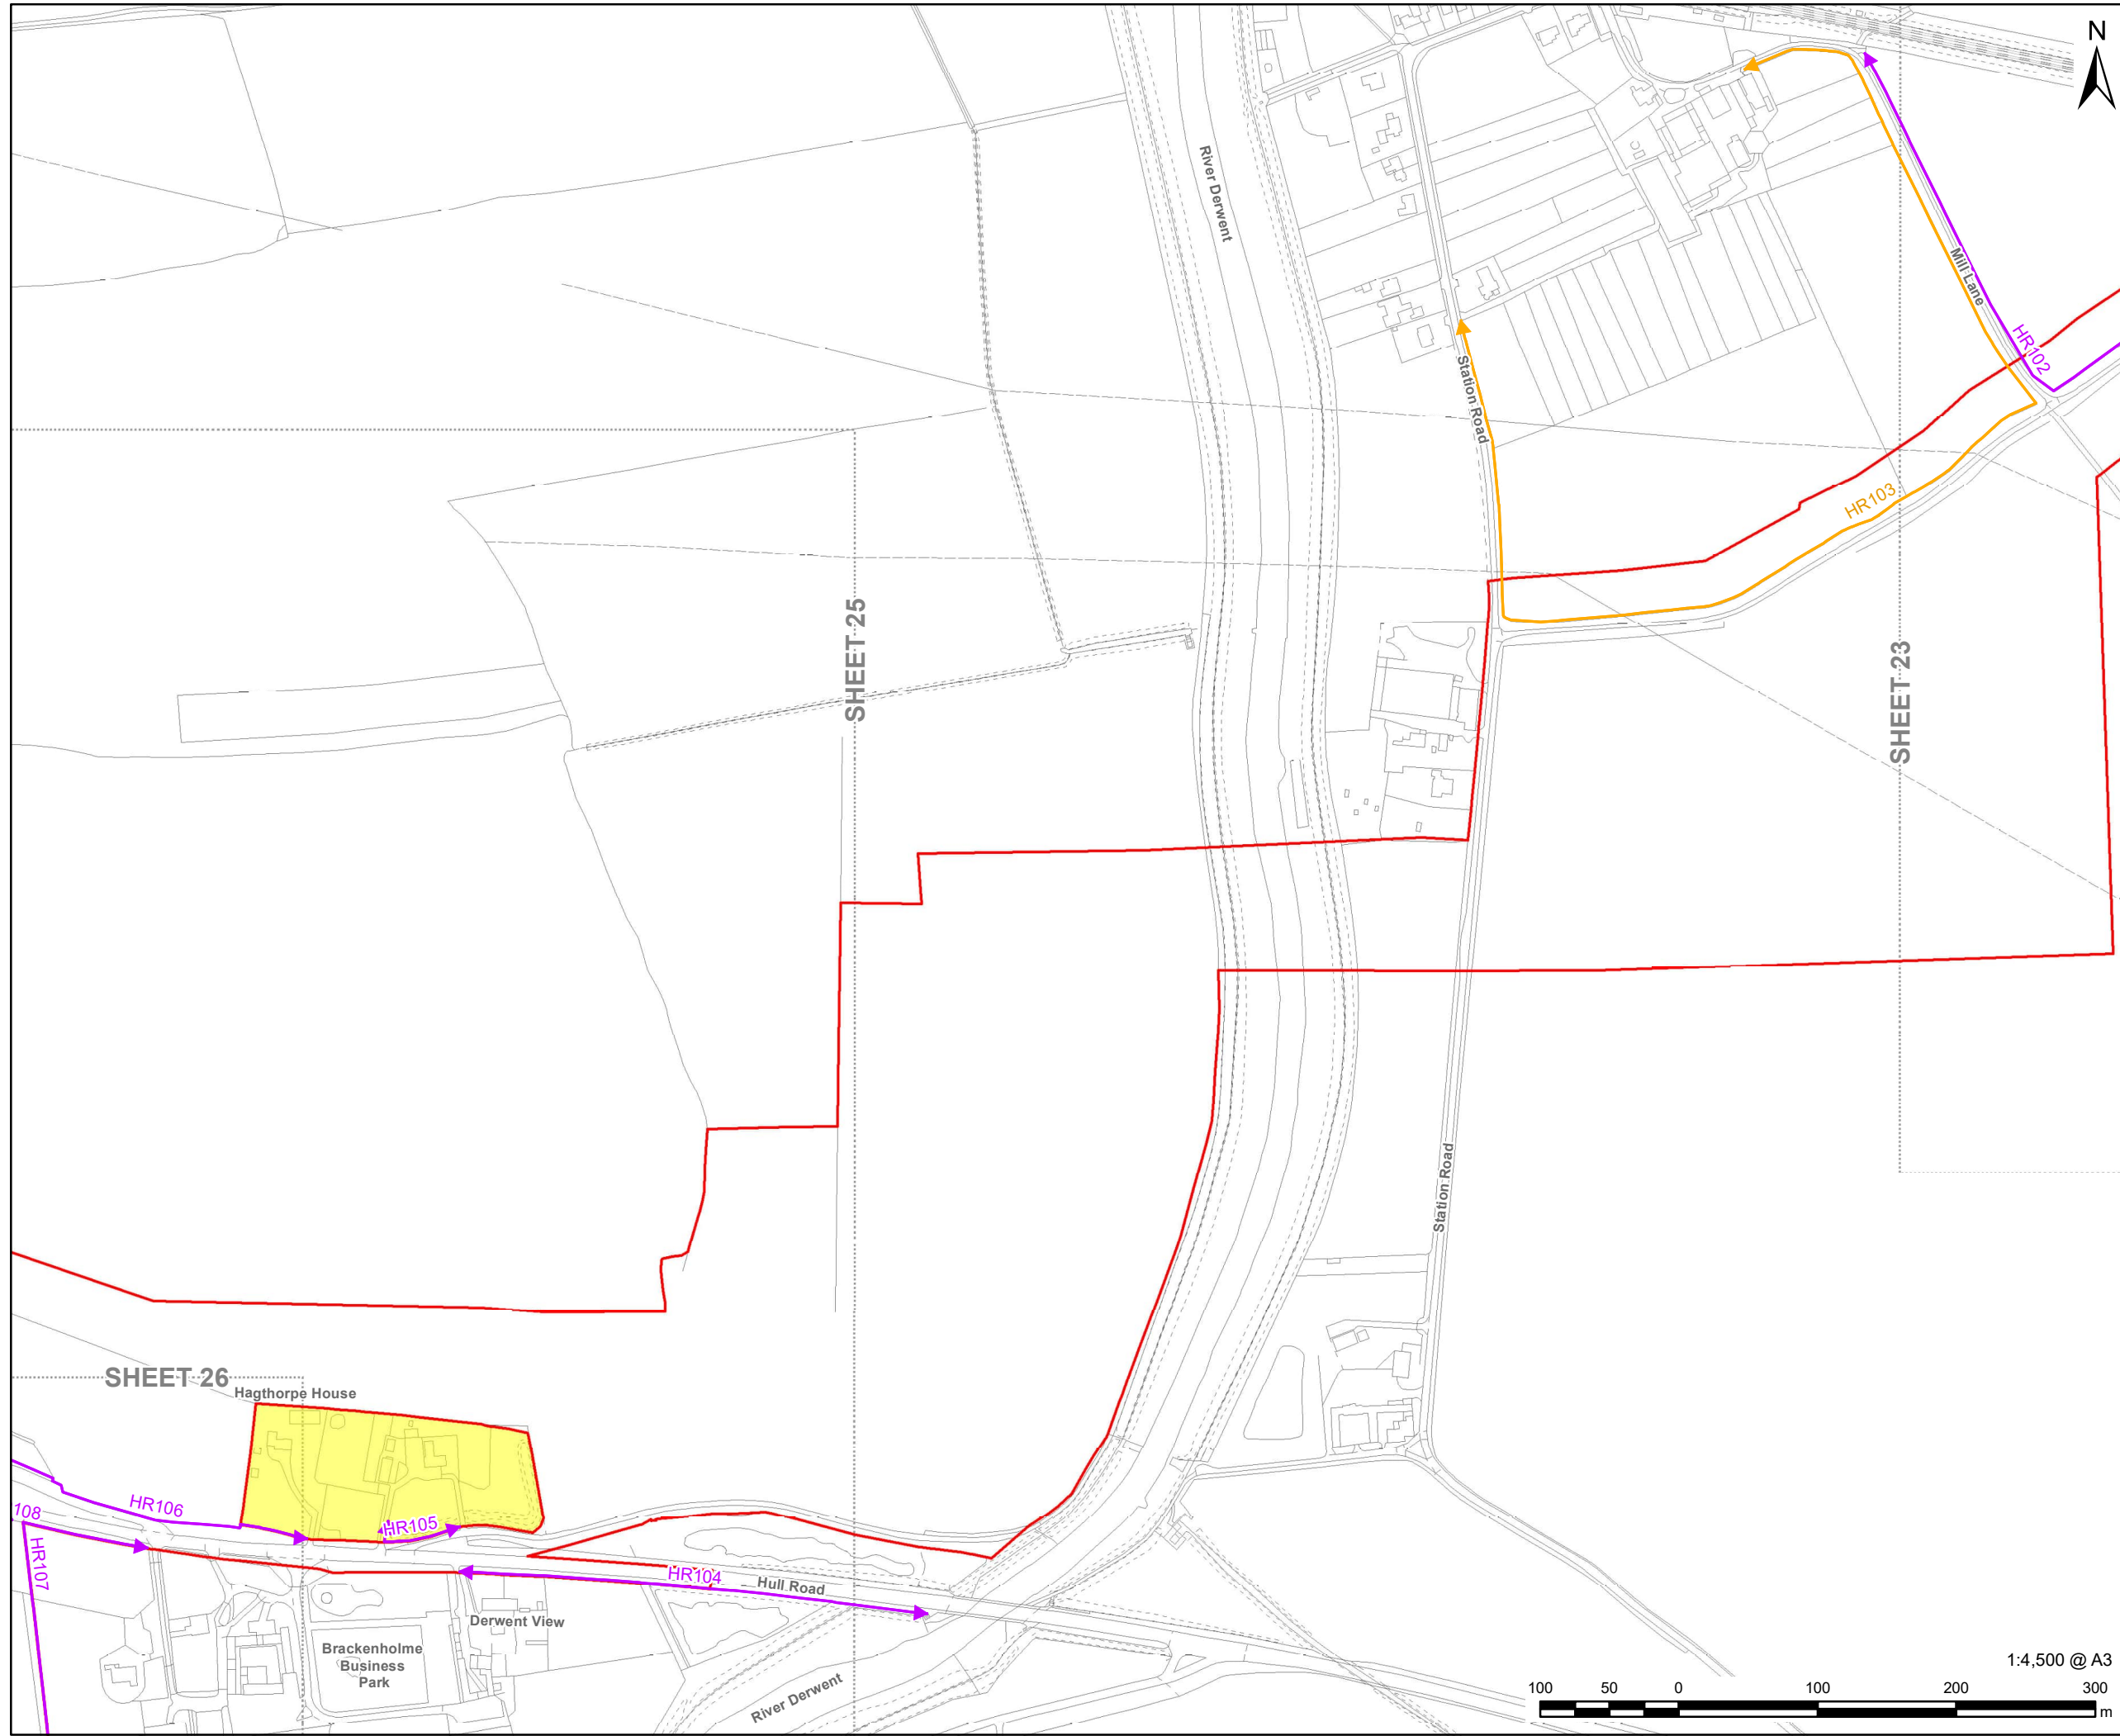 N
River Derwent
Mill Lane
HR102
Station Road
HR103
SHEET 25
SHEET 23
Station Road
SHEET 26
Hagthorpe House
HR106
108
HR105
HR107
HR104
Hull Road
Derwent View
Brackenholme
Business
Park
River Derwent
1:4,500 @ A3
100 50 0 100 200 300
m